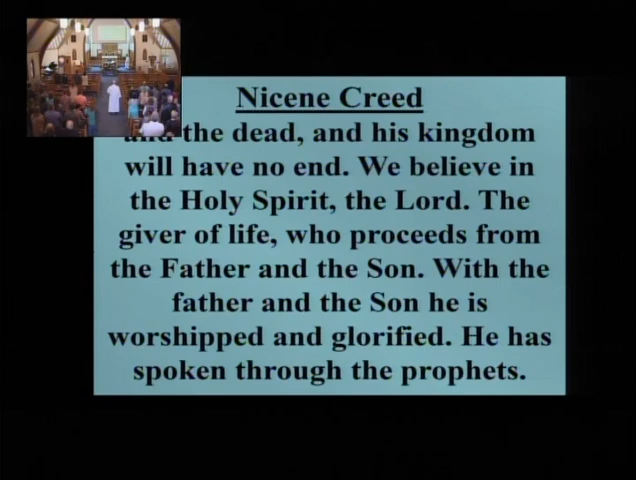 Nicene Creed
and the dead, and his kingdom
will have no end. We believe in
the Holy Spirit, the Lord. The
giver of life, who proceeds from
the Father and the Son. With the
father and the Son he is
worshipped and glorified. He has
spoken through the prophets.